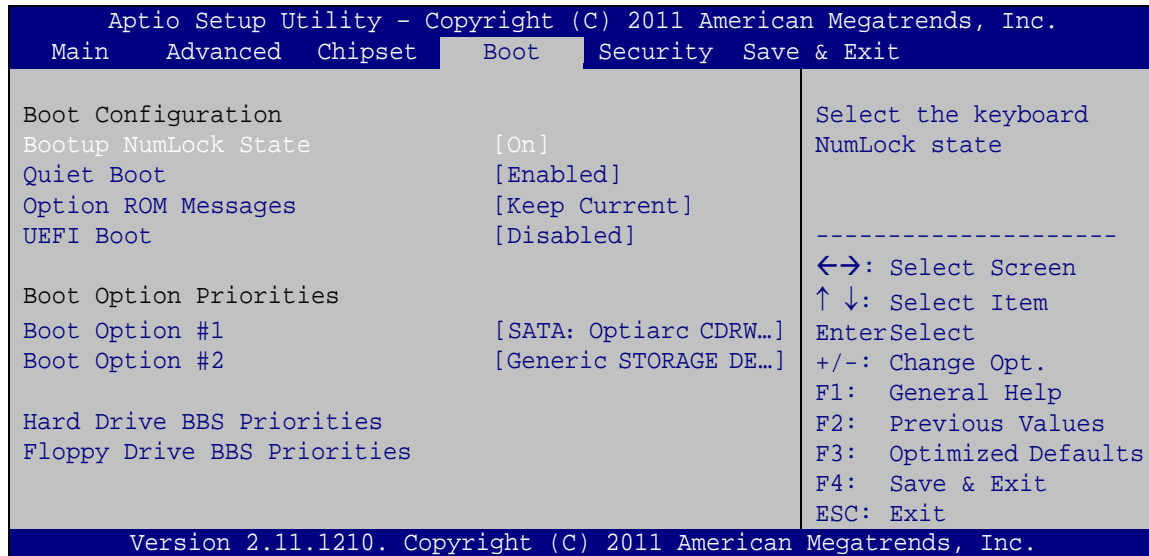 Aptio Setup Utility – Copyright (C) 2011 American Megatrends, Inc.
Main Advanced Chipset Boot Security Save & Exit
Boot Configuration
Bootup NumLock State [On]
Quiet Boot [Enabled]
Option ROM Messages [Keep Current]
UEFI Boot [Disabled]
Boot Option Priorities
Boot Option #1 [SATA: Optiarc CDRW…]
Boot Option #2 [Generic STORAGE DE…]
Hard Drive BBS Priorities
Floppy Drive BBS Priorities
Select the keyboard
NumLock state
---------------------
←→: Select Screen
↑ ↓: Select Item
EnterSelect
+/-: Change Opt.
F1: General Help
F2: Previous Values
F3: Optimized Defaults
F4: Save & Exit
ESC: Exit
Version 2.11.1210. Copyright (C) 2011 American Megatrends, Inc.